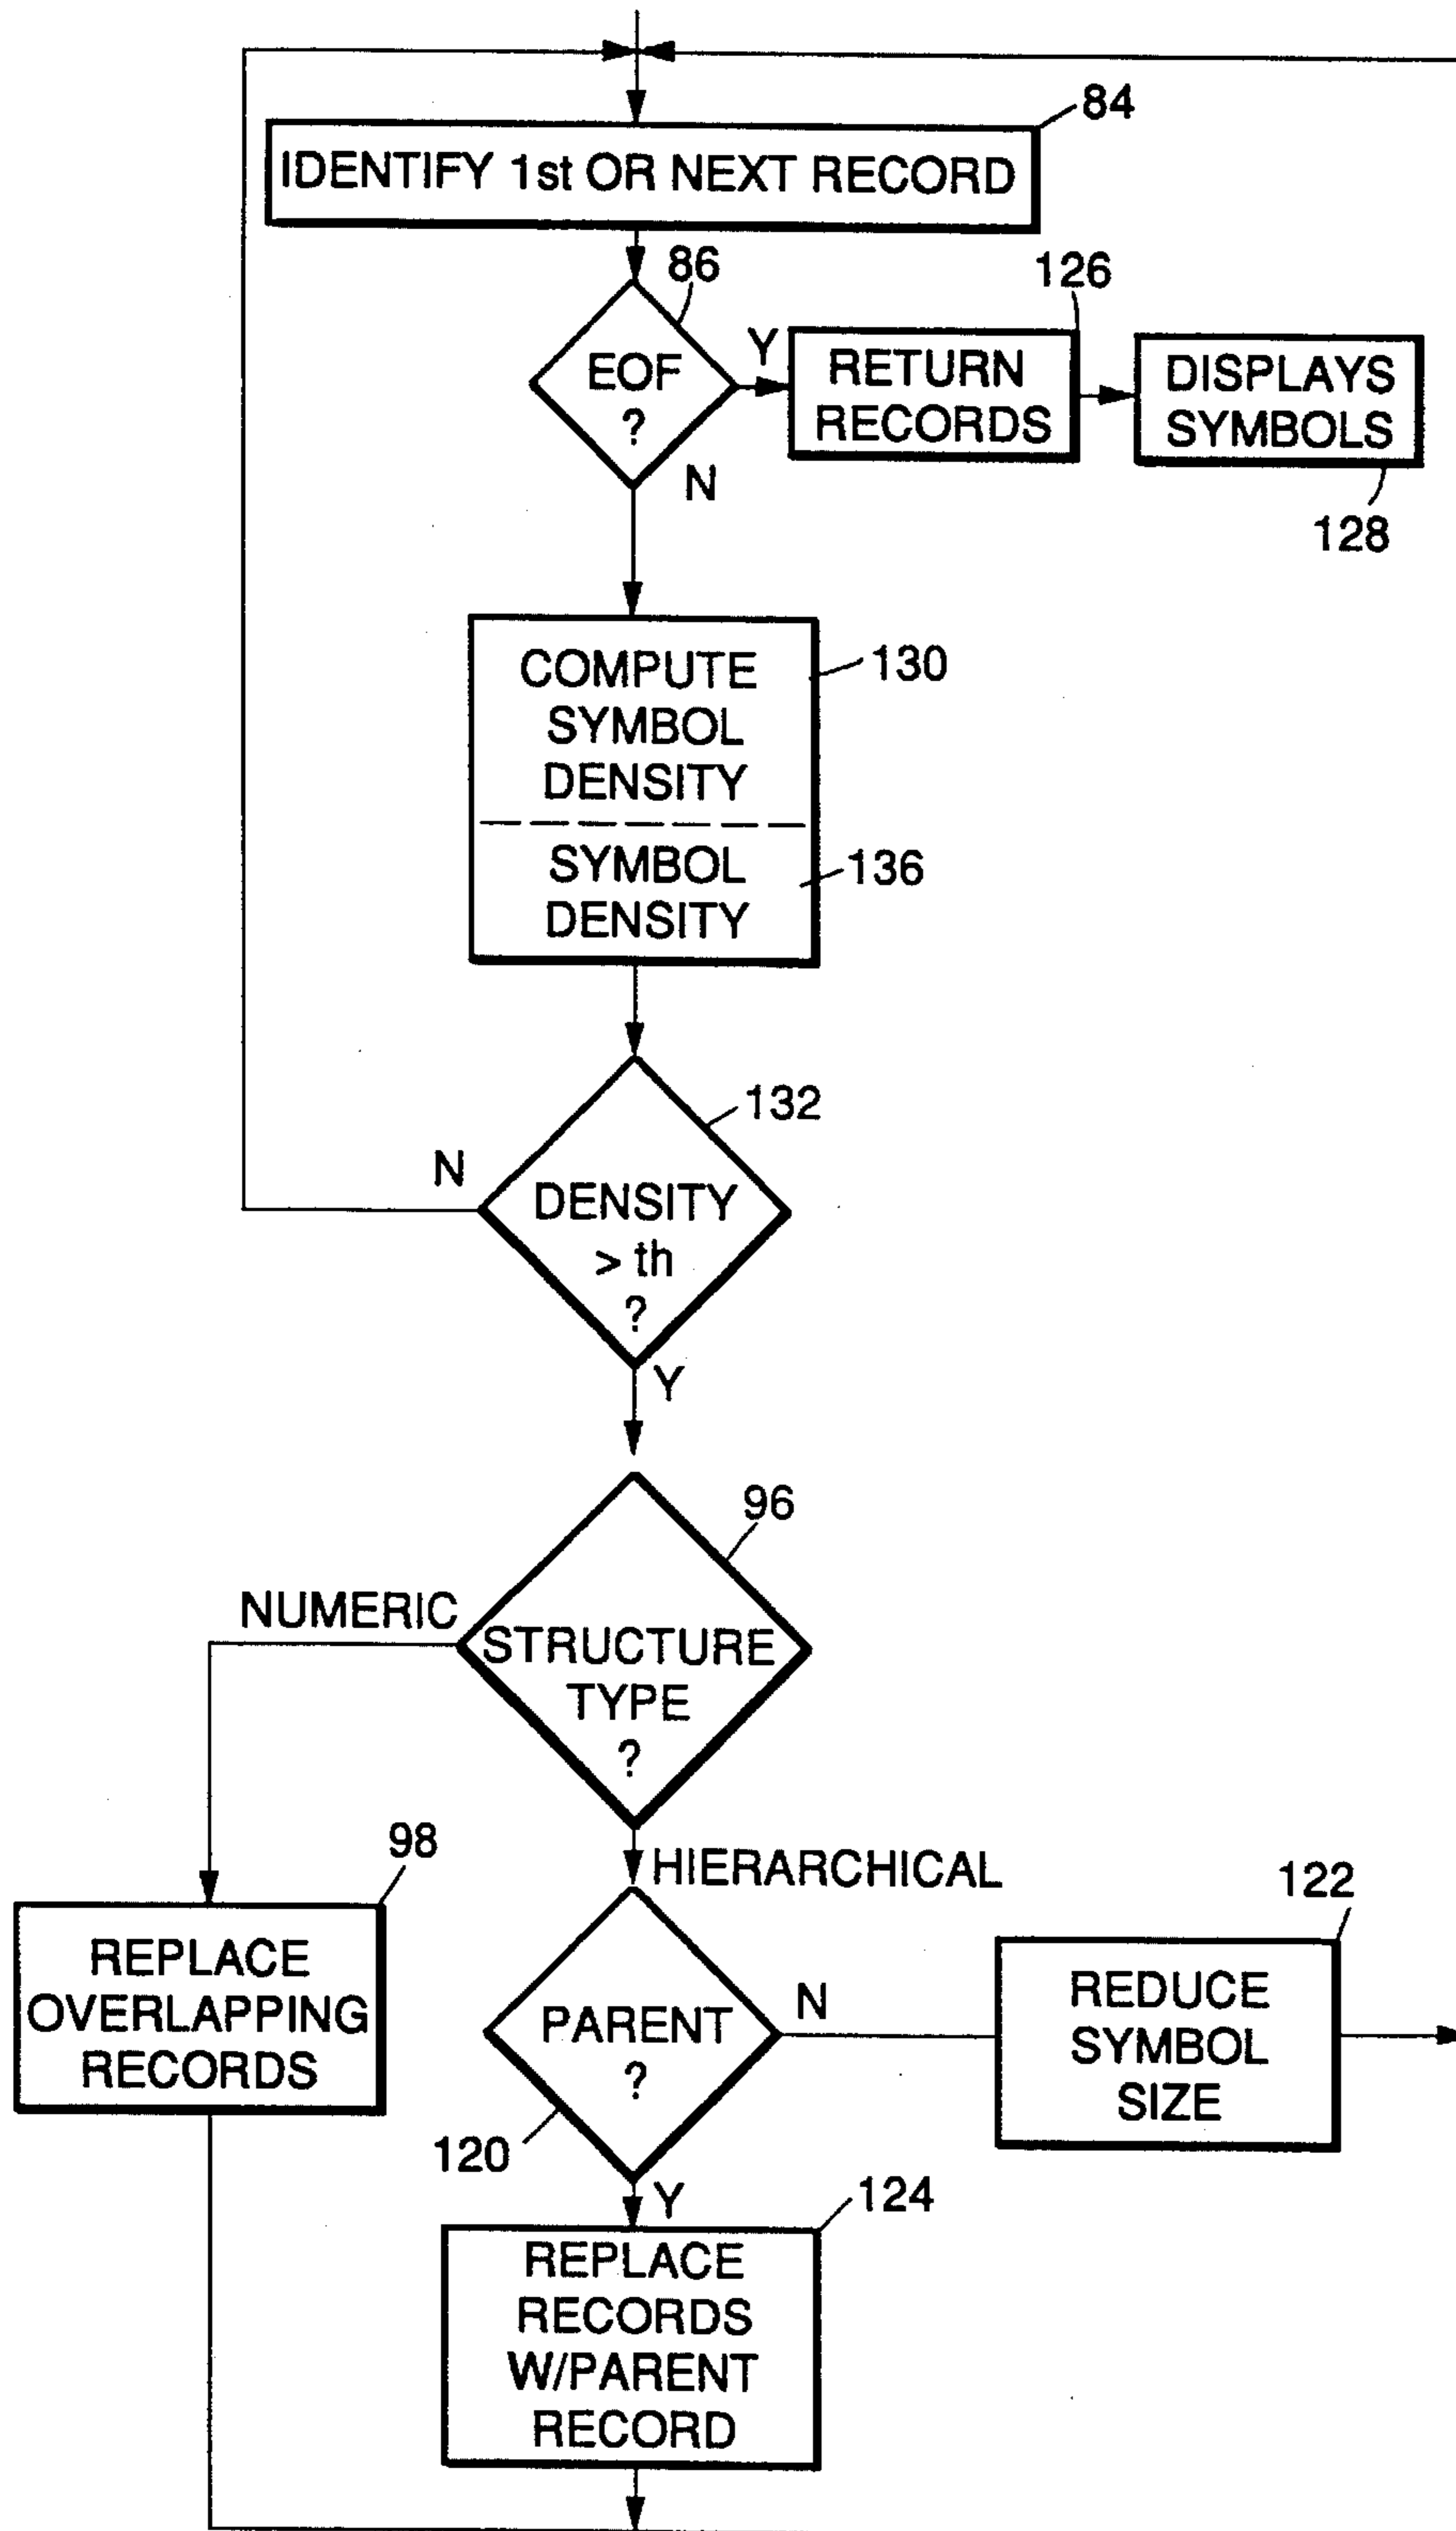 84
IDENTIFY 1st OR NEXT RECORD
86
EOF
?
Y
N
126
RETURN
RECORDS
DISPLAYS
SYMBOLS
128
COMPUTE
SYMBOL
DENSITY
130
SYMBOL
DENSITY
136
132
N
DENSITY
> th
?
Y
96
NUMERIC
STRUCTURE
TYPE
?
HIERARCHICAL
98
REPLACE
OVERLAPPING
RECORDS
PARENT
?
N
120
Y
122
REDUCE
SYMBOL
SIZE
124
REPLACE
RECORDS
W/PARENT
RECORD